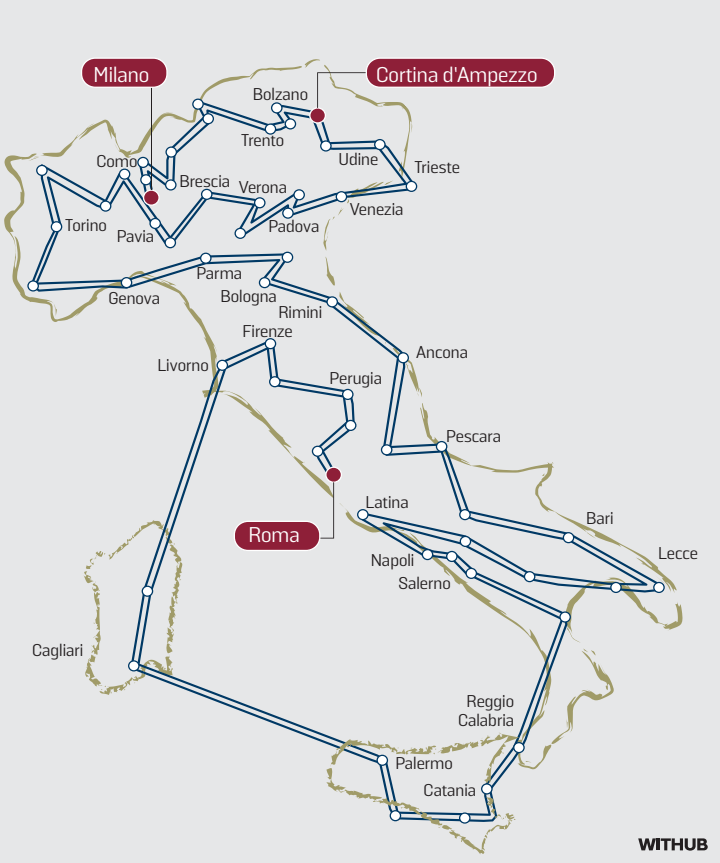 Milano
Cortina d'Ampezzo
Bolzano
Trento
Como
Udine
Trieste
Brescia
Verona
Venezia
Torino
Pavia
Padova
Parma
Genova
Bologna
Rimini
Firenze
Livorno
Ancona
Perugia
Pescara
Latina
Bari
Roma
Napoli
Lecce
Salerno
Cagliari
Reggio
Calabria
Palermo
Catania
WITHUB